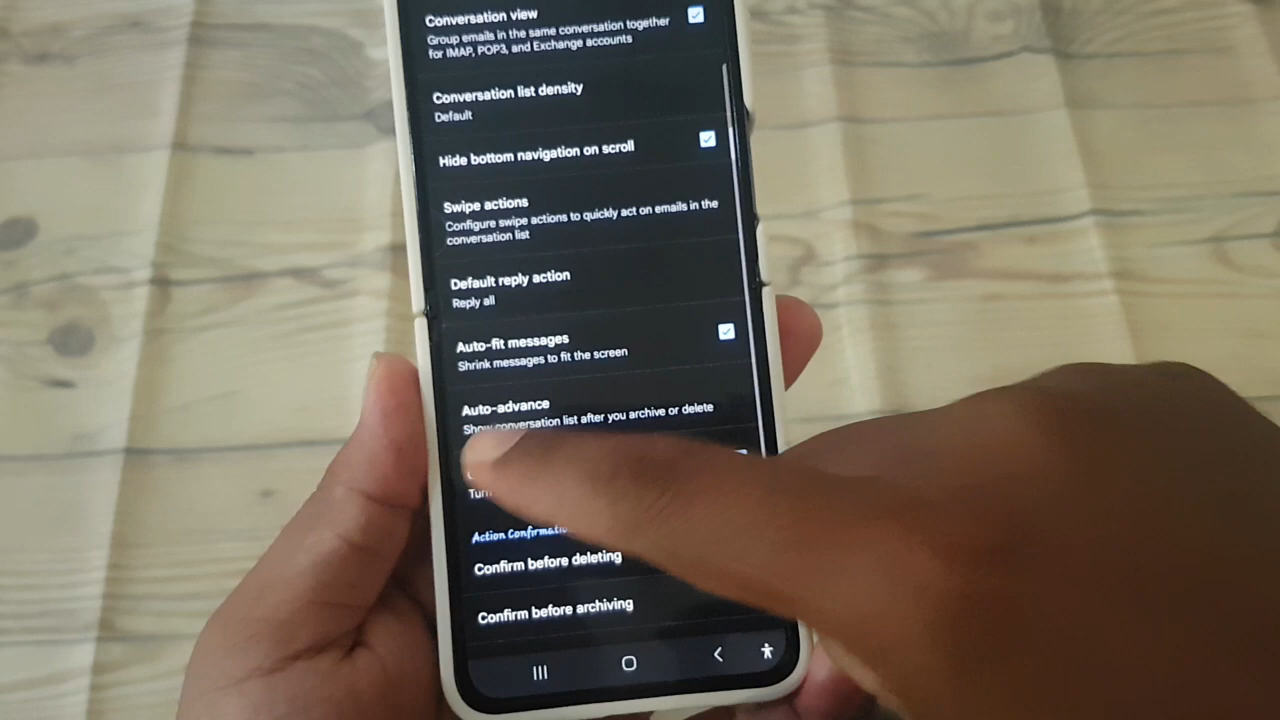 Conversation view
Group emails in the same conversation together
for IMAP, POP3, and Exchange accounts
Conversation list density
Default
Hide bottom navigation on scroll
Swipe actions
Configure swipe actions to quickly act on emails in the
conversation list
Default reply action
Reply all
Auto-fit messages
Shrink messages to fit the screen
Auto-advance
Show conversation list after you archive or delete
Action
Confirm before deleting
Confirm before archiving